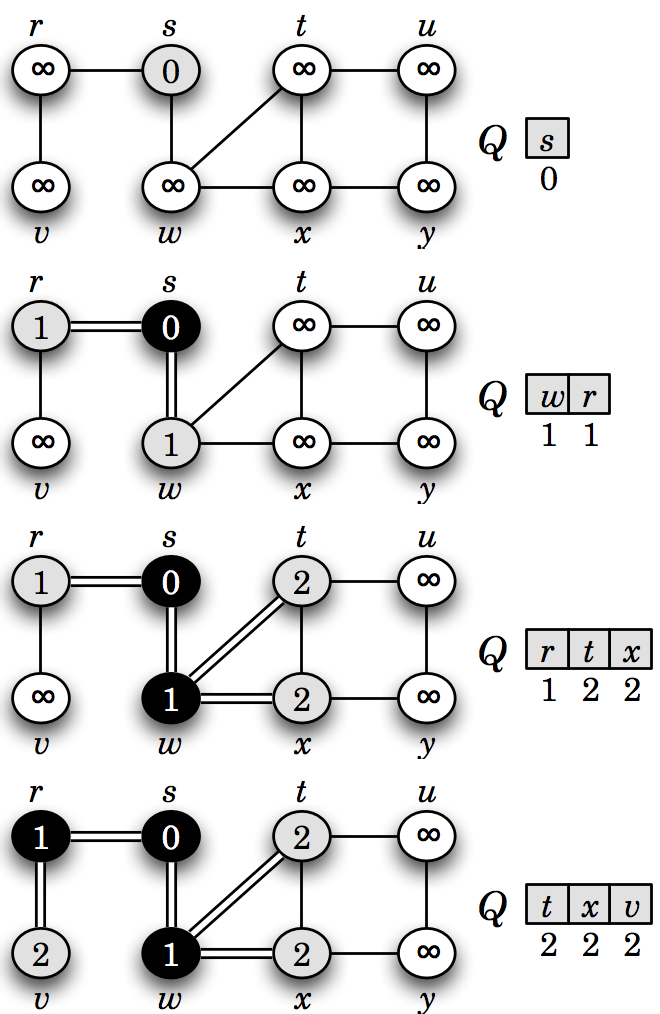 r s t u
∞ 0 ∞ ∞
Q s
0
∞ ∞ ∞ ∞
v w x y
r s t u
1 0 ∞ ∞
Q w r
1 1
∞ 1 ∞ ∞
v w x y
r s t u
1 0 2 ∞
Q r t x
1 2 2
∞ 1 2 ∞
v w x y
r s t u
1 0 2 ∞
Q t x v
2 2 2
2 1 2 ∞
v w x y